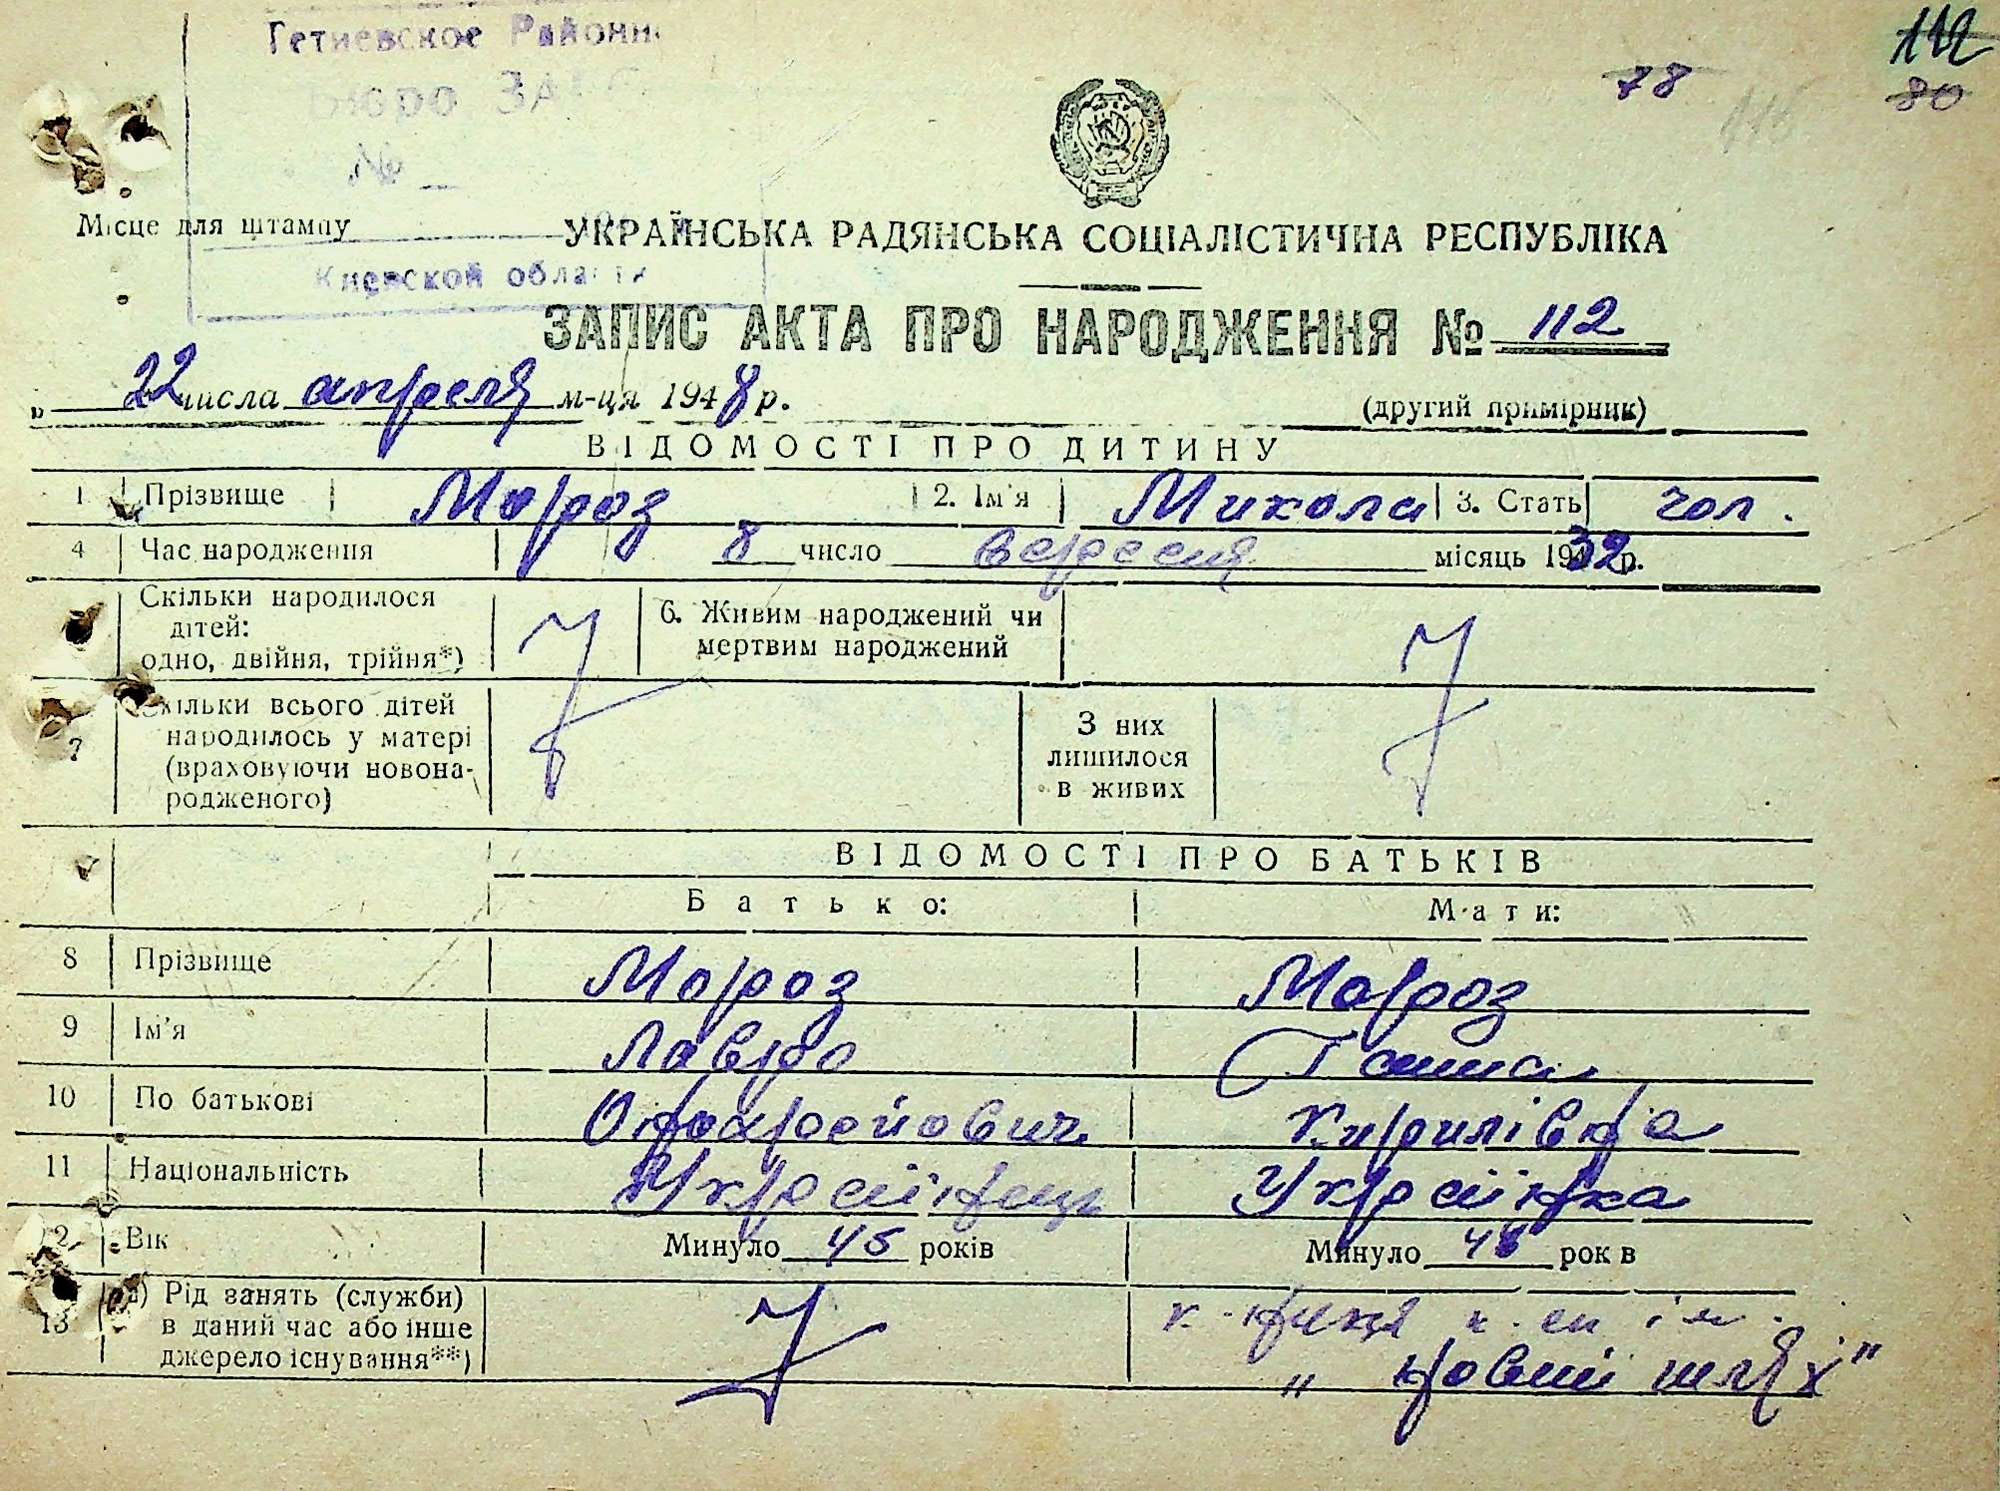 Тетиевское Районн
Бюро ЗАГС
№
Киевской области
112
78
80
116
Місце для штампу
УКРАЇНСЬКА РАДЯНСЬКА СОЦІАЛІСТИЧНА РЕСПУБЛІКА
ЗАПИС АКТА ПРО НАРОДЖЕННЯ № 112
„ 22 числа апреля м-ця 1948 р.
(другий примірник)
ВІДОМОСТІ ПРО ДИТИНУ
1 Прізвище Мороз 2. Ім'я Микола 3. Стать чол.
4 Час народження 8 число вересня місяць 1932 р.
Скільки народилося дітей: одно, двійня, трійня*)
6. Живим народжений чи мертвим народжений
7 Скільки всього дітей народилось у матері (враховуючи новонародженого)
З них лишилося в живих
ВІДОМОСТІ ПРО БАТЬКІВ
Батько: Мати:
8 Прізвище Мороз Мороз
9 Ім'я Лавро Ганна
10 По батькові Кирилівна
11 Національність Українець Українка
12 Вік Минуло 45 років Минуло рок в
13 а) Рід занять (служби) в даний час або інше джерело існування**)
ім.
„Новий шлях"